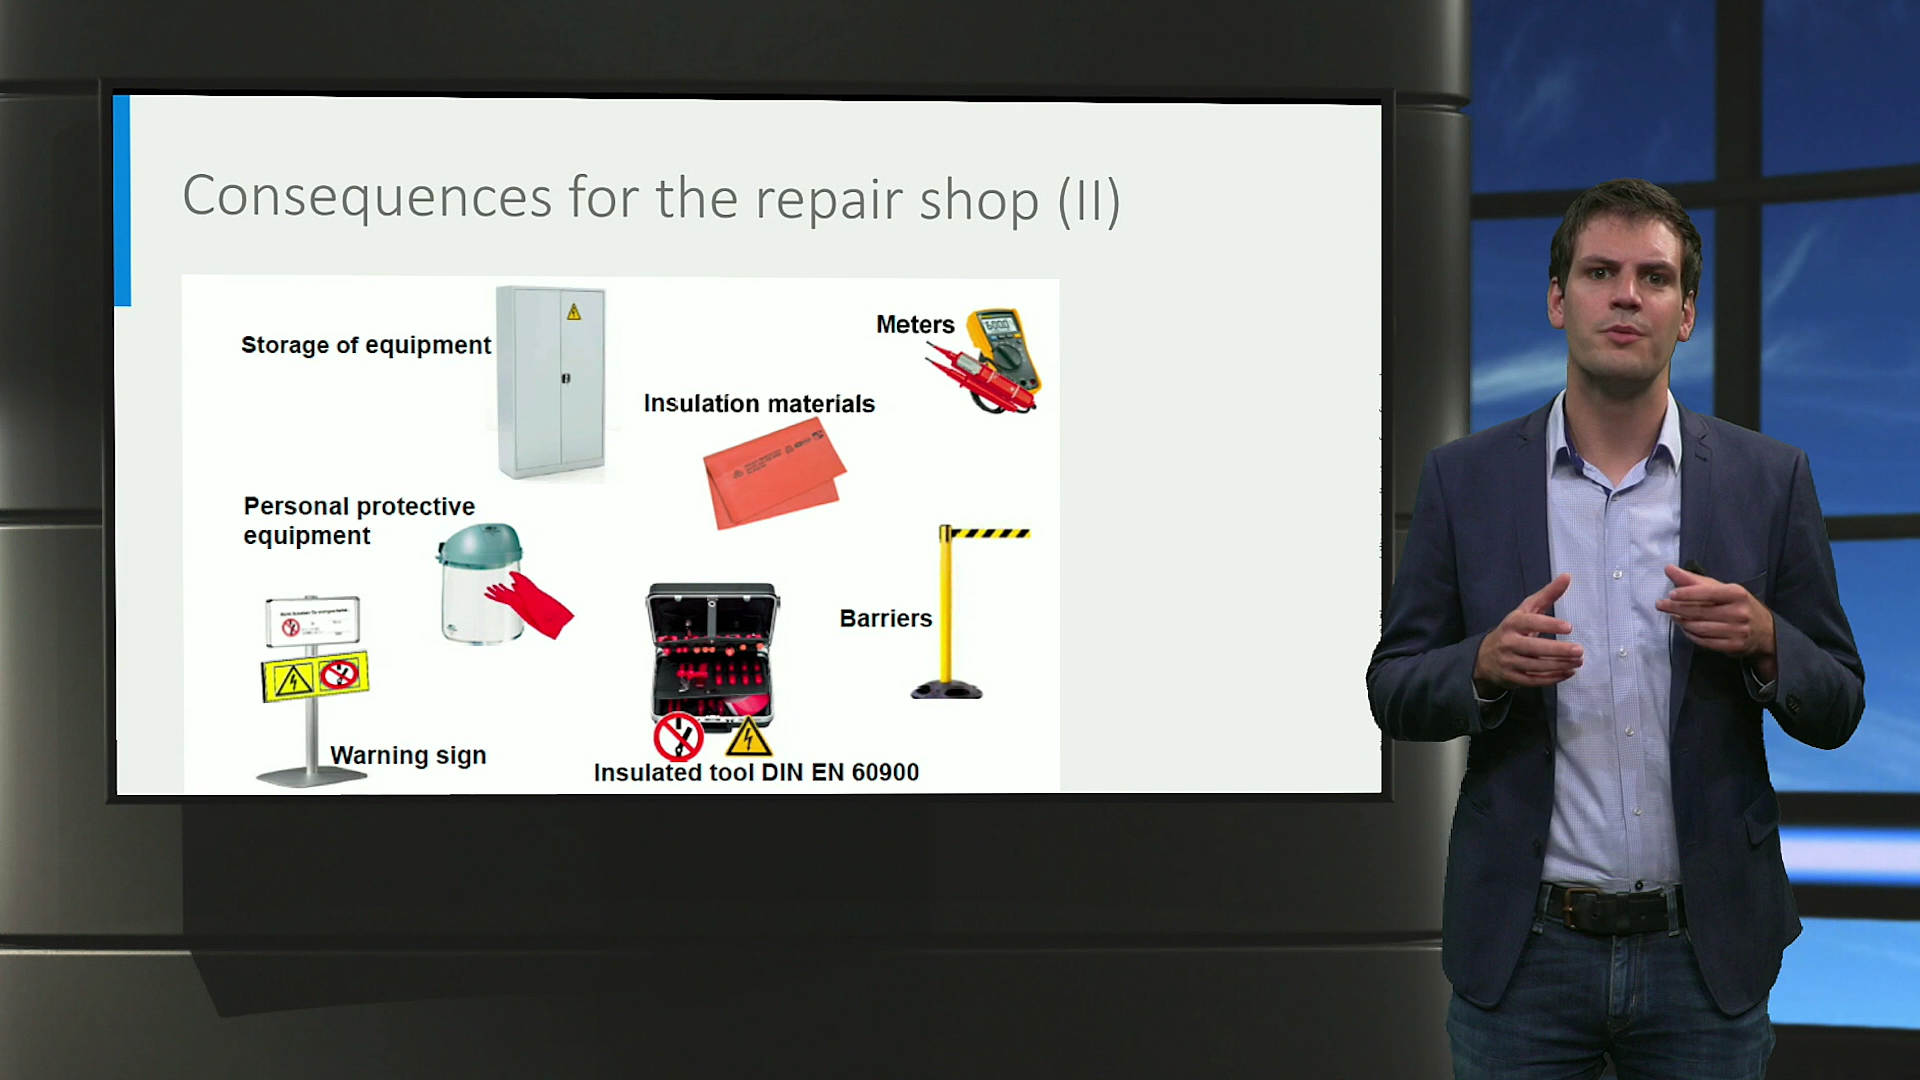 Consequences for the repair shop (II)
Storage of equipment
Meters
Insulation materials
Personal protective
equipment
Barriers
Warning sign
Insulated tool DIN EN 60900